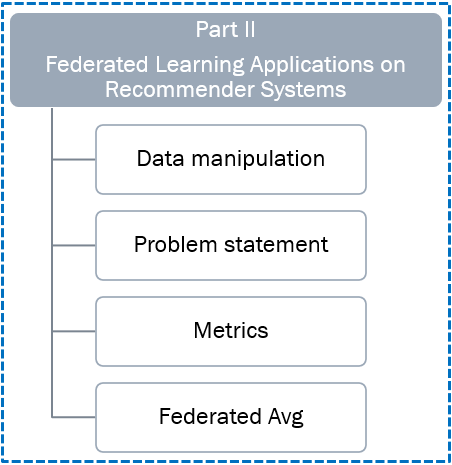 Part II
Federated Learning Applications on
Recommender Systems
Data manipulation
Problem statement
Metrics
Federated Avg